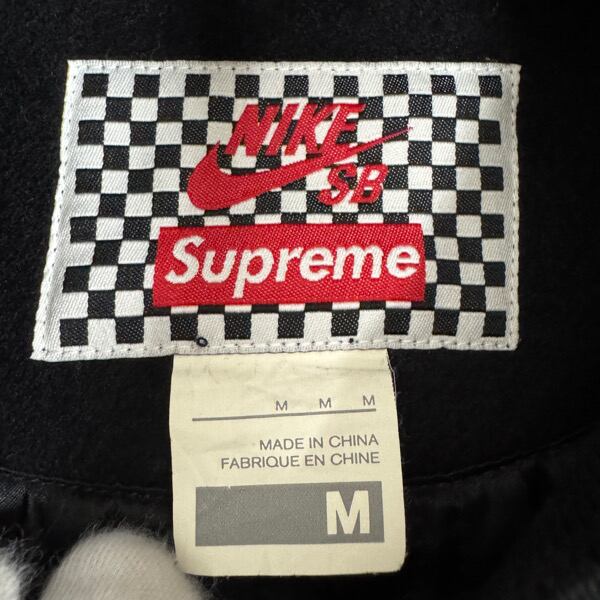 NIKE
SB
Supreme
M M M
MADE IN CHINA
FABRIQUE EN CHINE
M